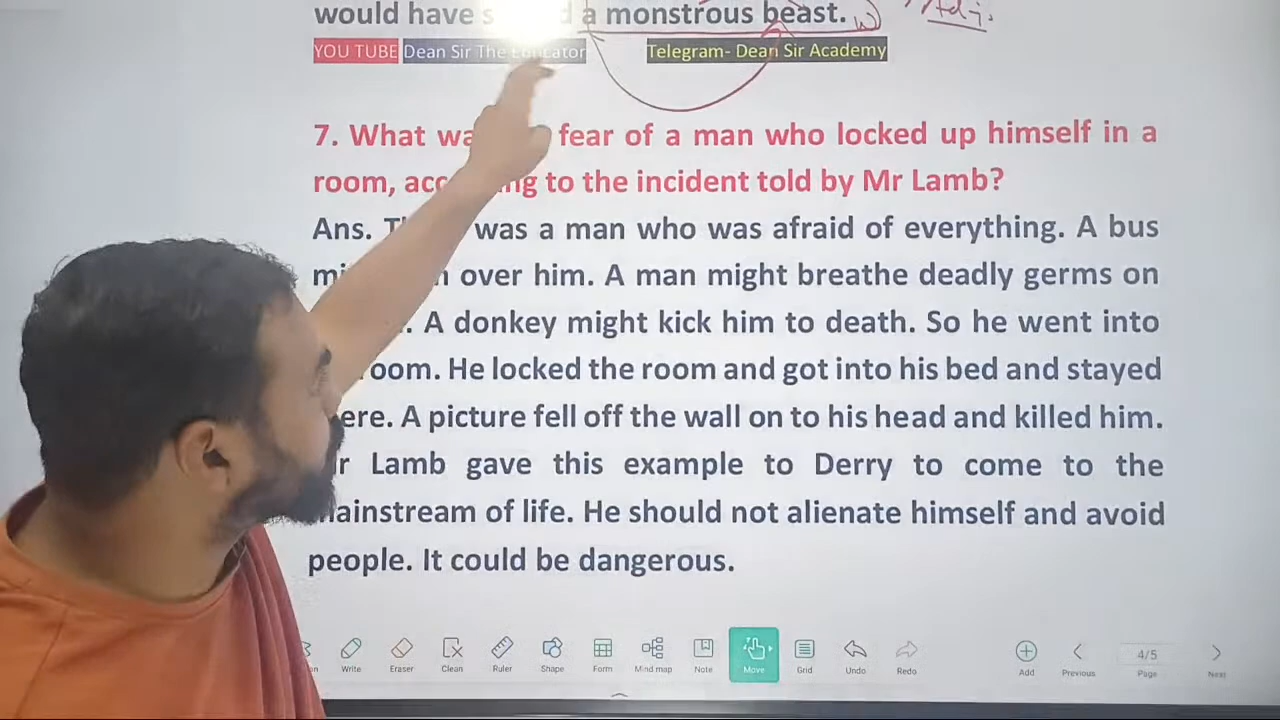 would have a monstrous beast.
Adj.
YOU TUBE Dean Sir The Educator Telegram- Dean Sir Academy
7. What fear of a man who locked up himself in a
room, to the incident told by Mr Lamb?
Ans. was a man who was afraid of everything. A bus
over him. A man might breathe deadly germs on
A donkey might kick him to death. So he went into
room. He locked the room and got into his bed and stayed
A picture fell off the wall on to his head and killed him.
Lamb gave this example to Derry to come to the
mainstream of life. He should not alienate himself and avoid
people. It could be dangerous.
Write Eraser Clean Ruler Shape Form Mind map Note Move Grid Undo Redo Add Previous 4/5 Page Next